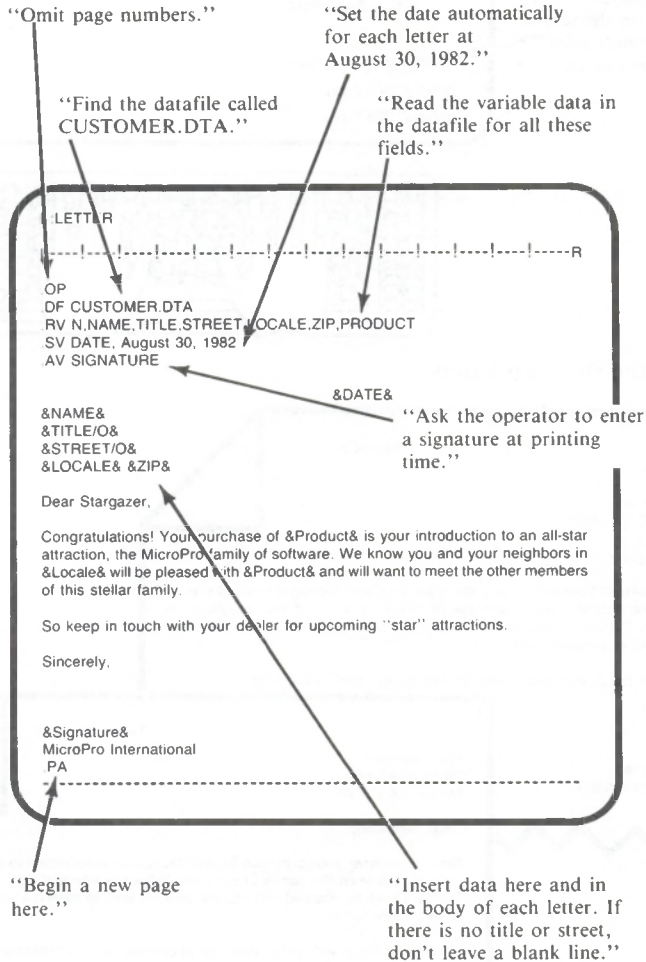 “Omit page numbers.”
“Set the date automatically
for each letter at
August 30, 1982.”
“Find the datafile called
CUSTOMER.DTA.”
“Read the variable data in
the datafile for all these
fields.”
.LETTER
!----!----!----!----!----!----!----!----!----!----!----!----!----R
.OP
.DF CUSTOMER.DTA
.RV N,NAME,TITLE,STREET,LOCALE,ZIP,PRODUCT
.SV DATE, August 30, 1982
.AV SIGNATURE
&DATE&
“Ask the operator to enter
a signature at printing
time.”
&NAME&
&TITLE/O&
&STREET/O&
&LOCALE& &ZIP&
Dear Stargazer,
Congratulations! Your purchase of &Product& is your introduction to an all-star
attraction, the MicroPro family of software. We know you and your neighbors in
&Locale& will be pleased with &Product& and will want to meet the other members
of this stellar family.
So keep in touch with your dealer for upcoming “star” attractions.
Sincerely,
&Signature&
MicroPro International
.PA
“Begin a new page
here.”
“Insert data here and in
the body of each letter. If
there is no title or street,
don’t leave a blank line.”